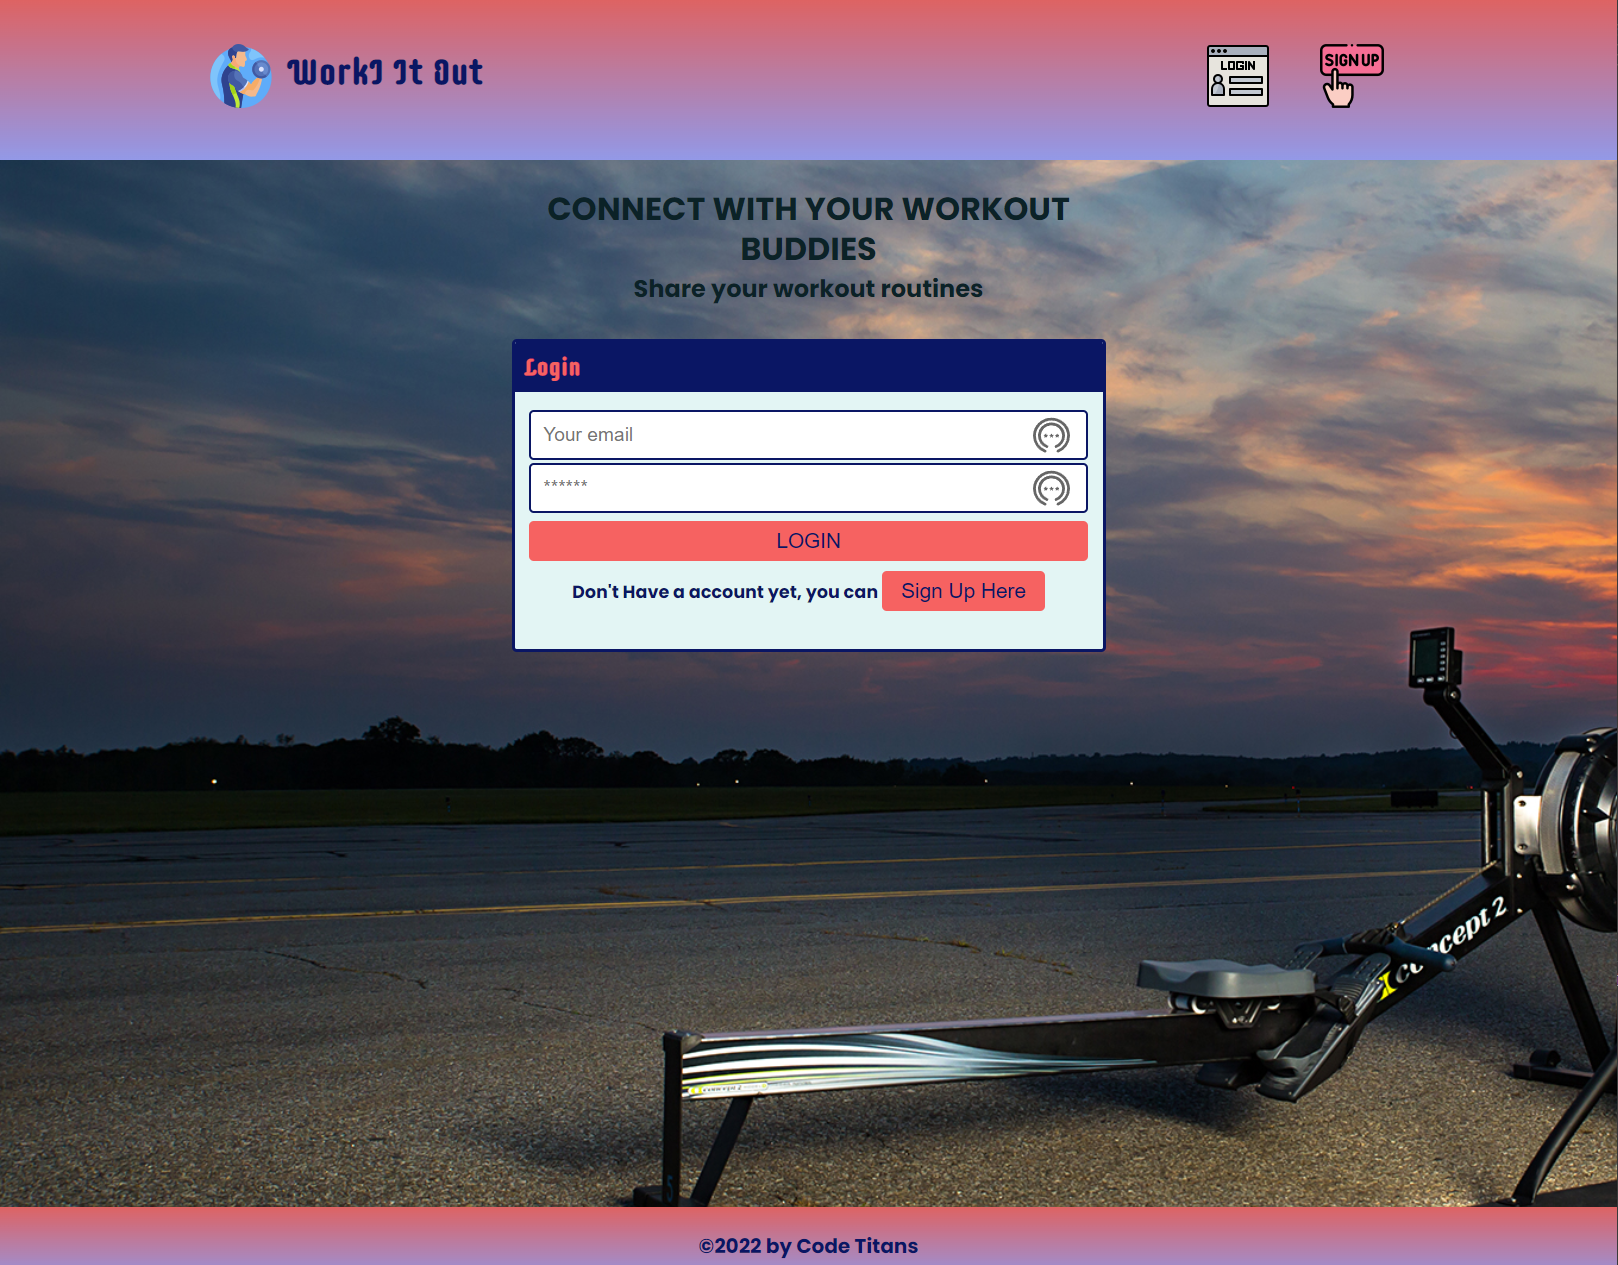 WorkI It Out
LOGIN
SIGN UP
CONNECT WITH YOUR WORKOUT
BUDDIES
Share your workout routines
Login
Your email
******
LOGIN
Don't Have a account yet, you can Sign Up Here
concept 2
©2022 by Code Titans